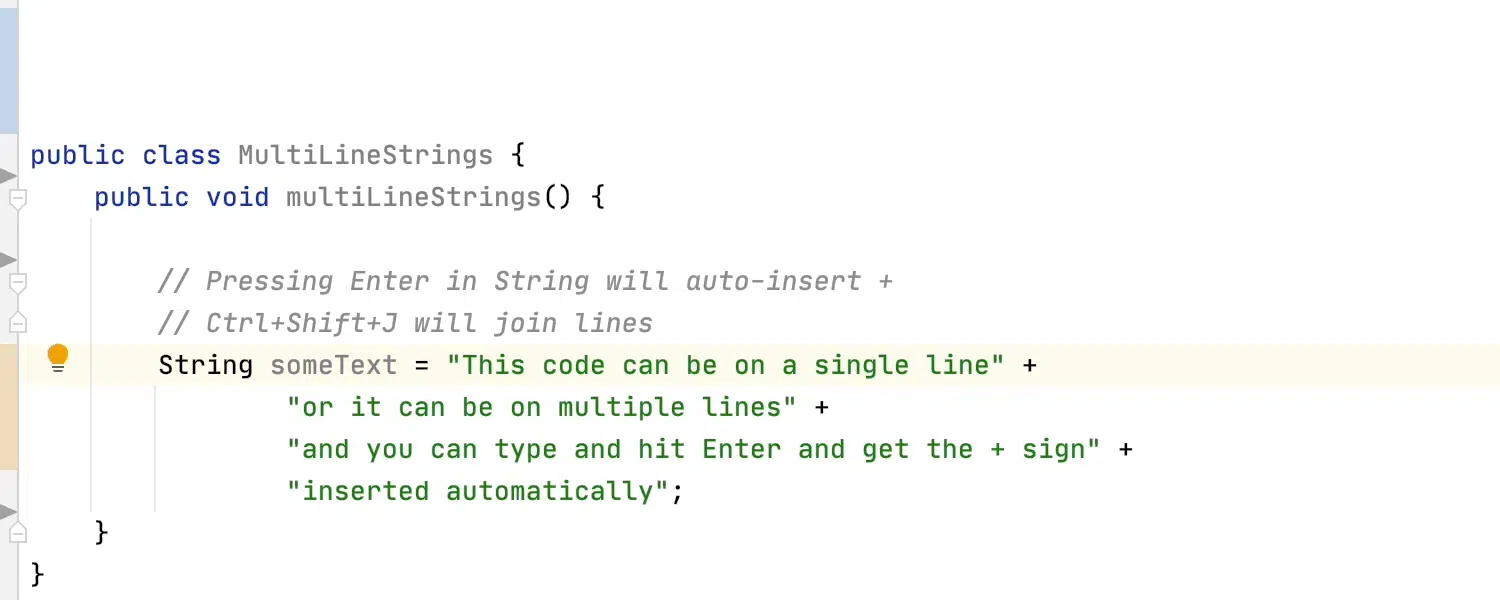 public class MultiLineStrings {
    public void multiLineStrings() {
        // Pressing Enter in String will auto-insert +
        // Ctrl+Shift+J will join lines
        String someText = "This code can be on a single line" +
                "or it can be on multiple lines" +
                "and you can type and hit Enter and get the + sign" +
                "inserted automatically";
    }
}